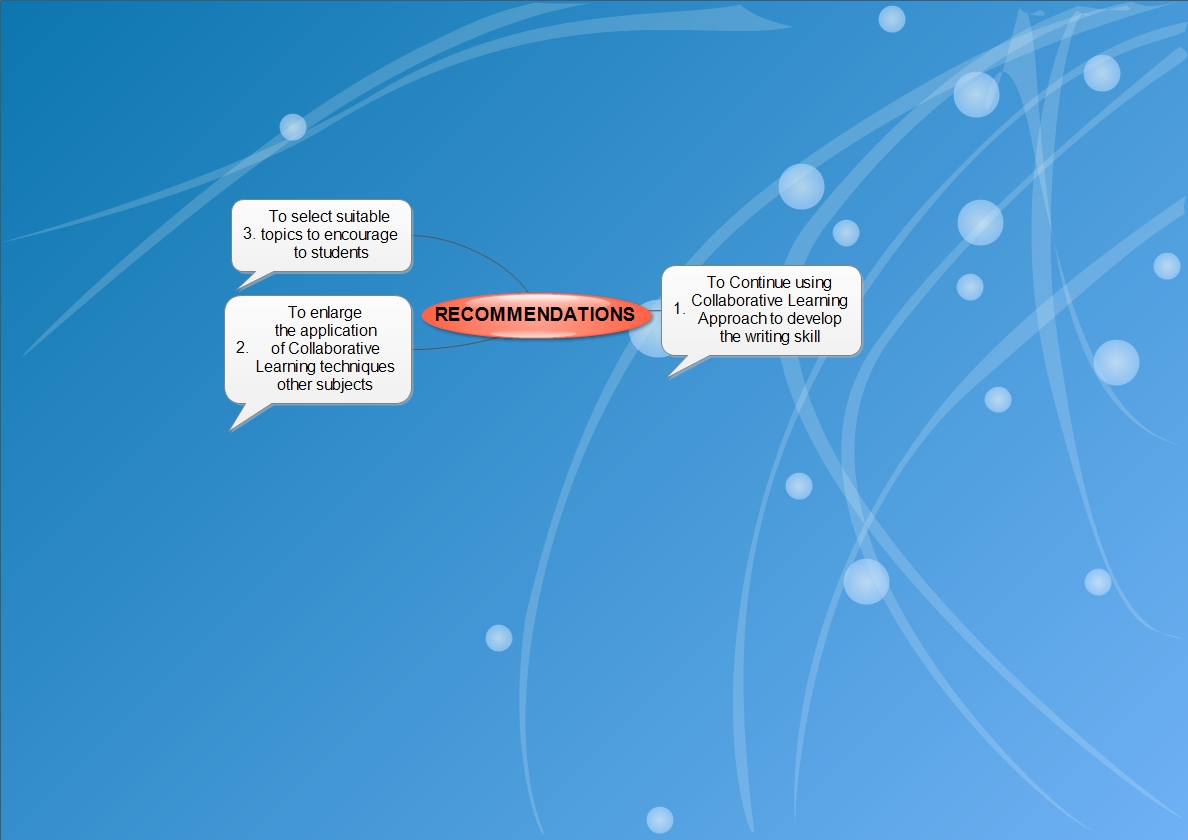 RECOMMENDATIONS
1.
To Continue using
Collaborative Learning
Approach to develop
the writing skill
2.
To enlarge
the application
of Collaborative
Learning techniques
other subjects
3.
To select suitable
topics to encourage
to students